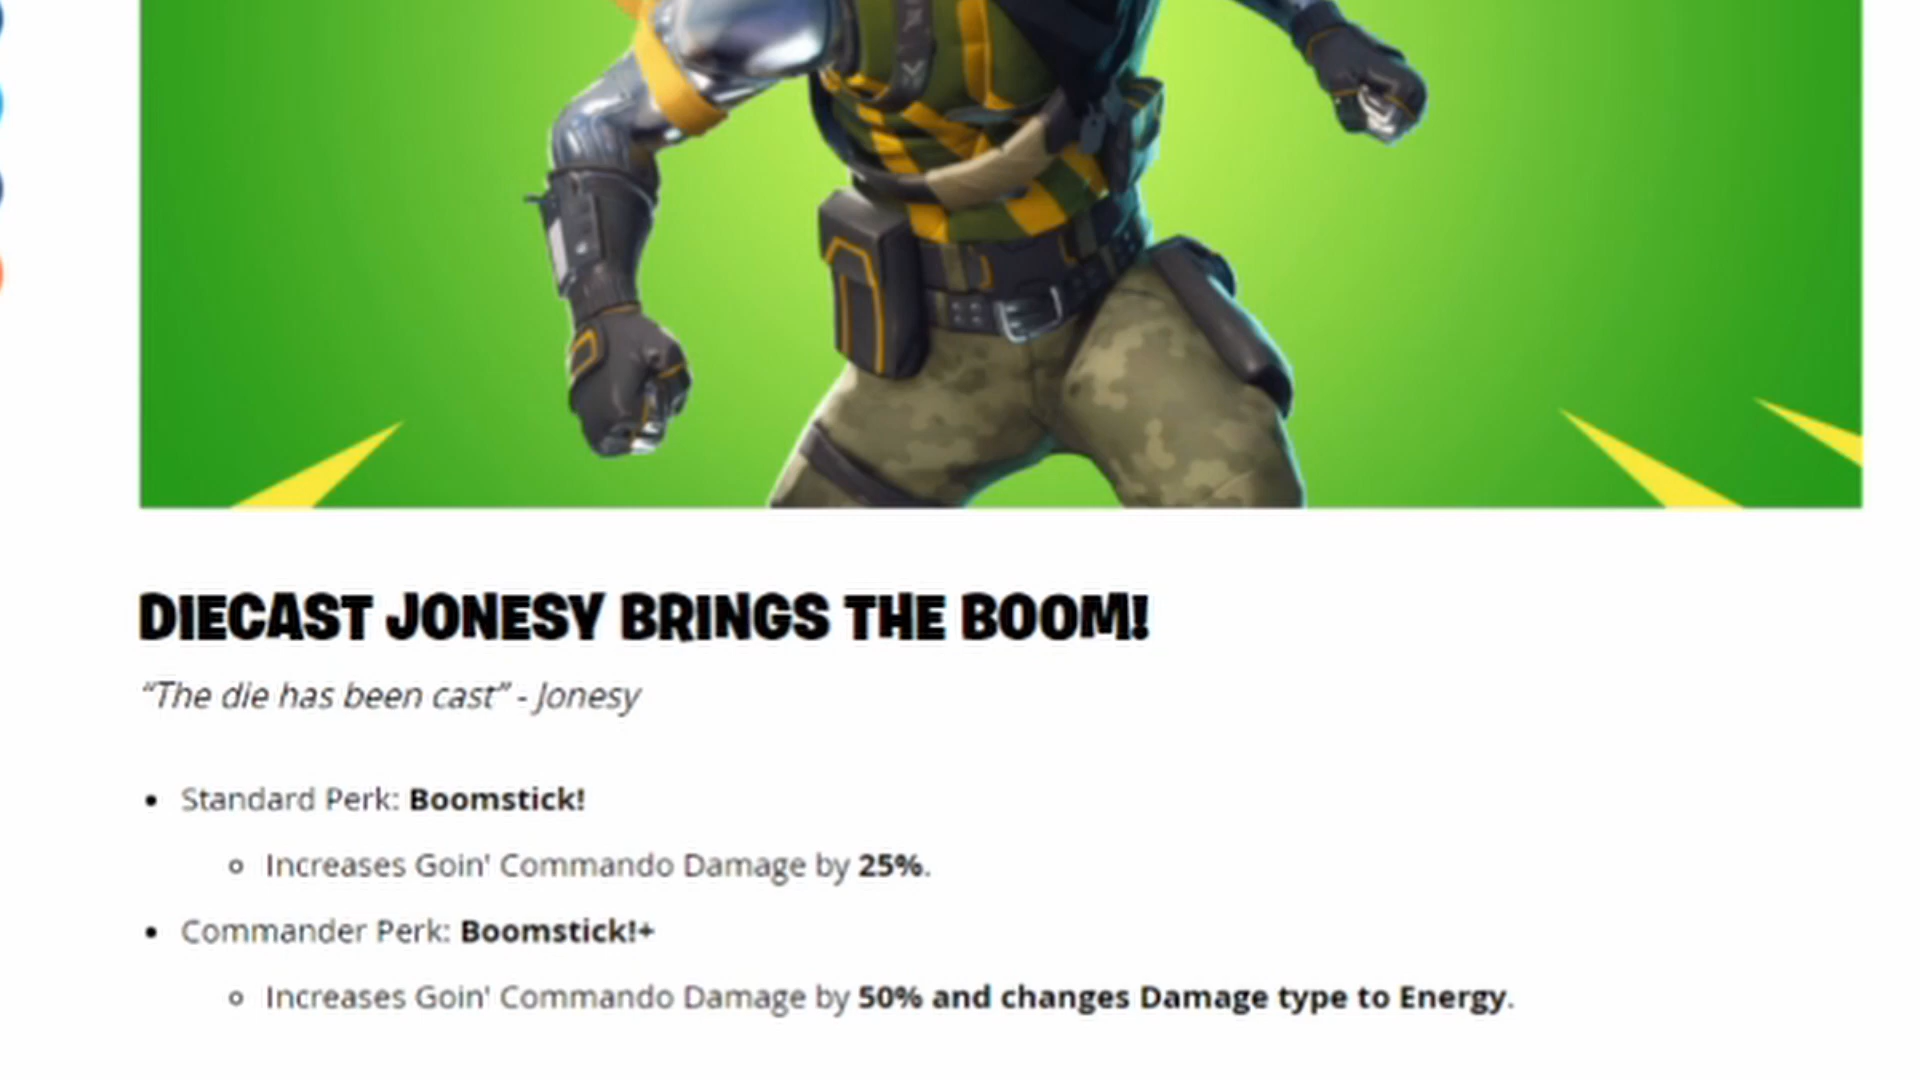 DIECAST JONESY BRINGS THE BOOM!
“The die has been cast” - Jonesy
• Standard Perk: Boomstick!
◦ Increases Goin' Commando Damage by 25%.
• Commander Perk: Boomstick!+
◦ Increases Goin' Commando Damage by 50% and changes Damage type to Energy.